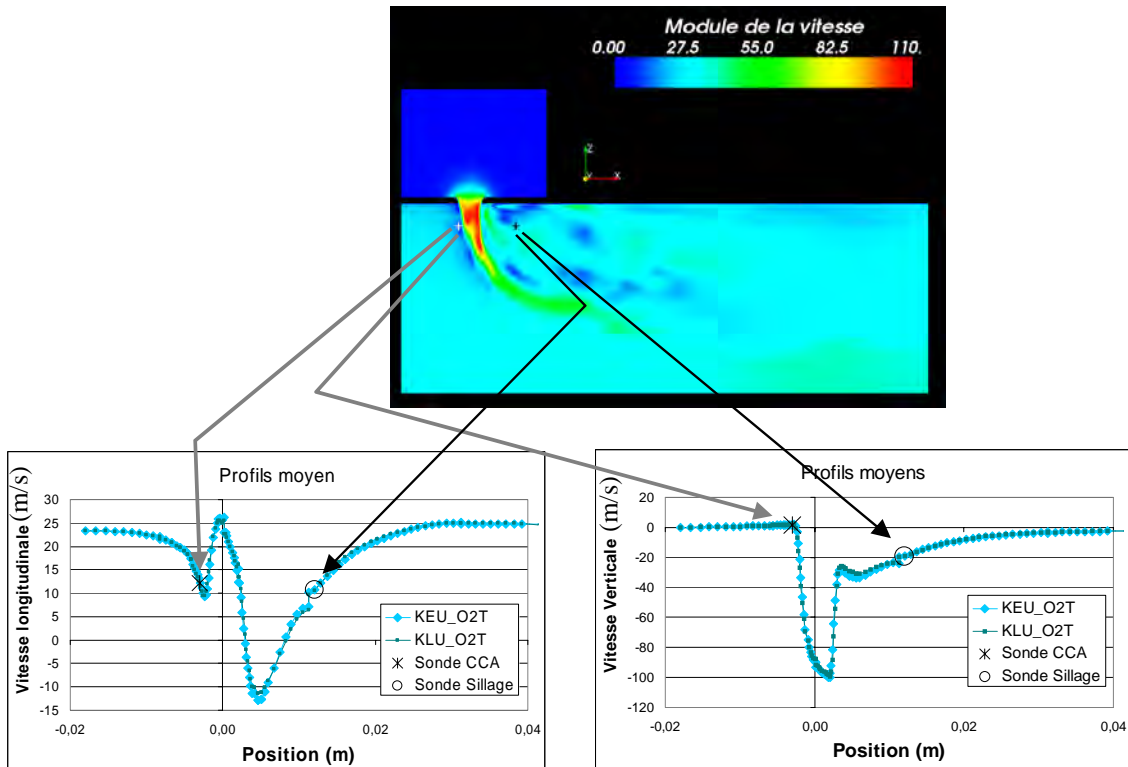 Module de la vitesse
0.00 27.5 55.0 82.5 110.
Z
Y X
Profils moyen
Vitesse longitudinale (m/s)
30
25
20
15
10
5
0
-5
-10
-15
-0,02 0,00 0,02 0,04
Position (m)
KEU_O2T
KLU_O2T
Sonde CCA
Sonde Sillage
Profils moyens
Vitesse Verticale (m/s)
20
0
-20
-40
-60
-80
-100
-120
-0,02 0,00 0,02 0,04
Position (m)
KEU_O2T
KLU_O2T
Sonde CCA
Sonde Sillage